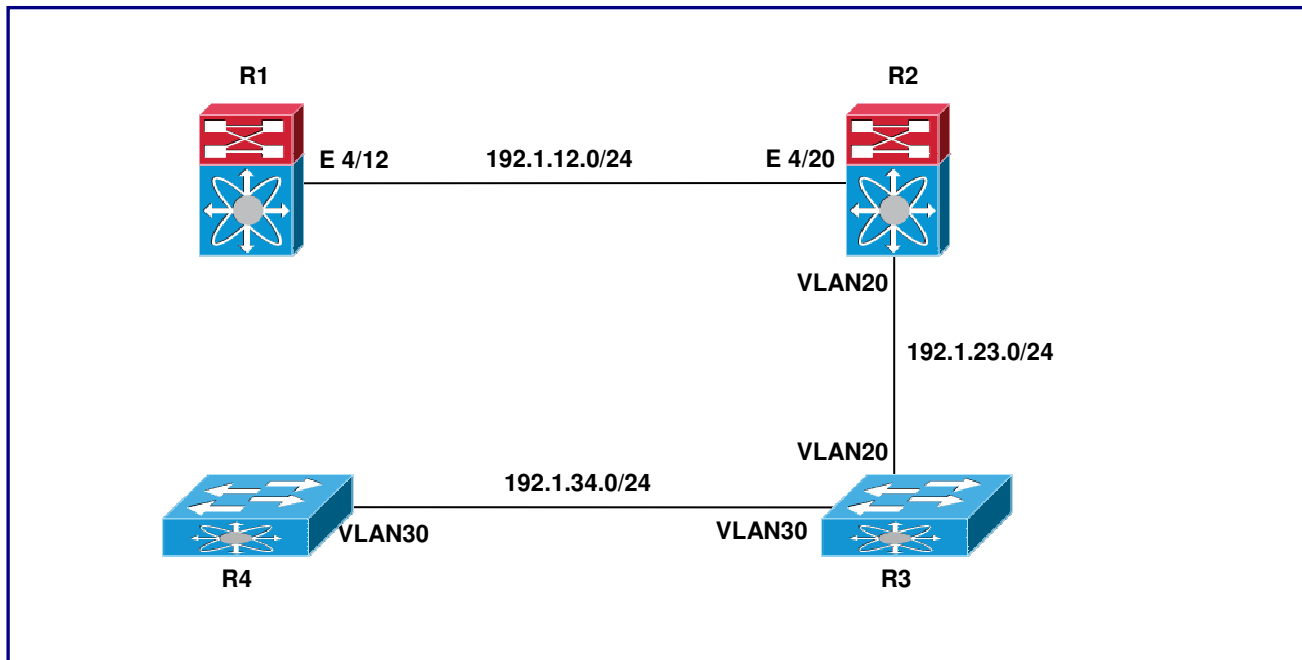 R1
R2
E 4/12
192.1.12.0/24
E 4/20
VLAN20
192.1.23.0/24
VLAN20
192.1.34.0/24
VLAN30
VLAN30
R4
R3